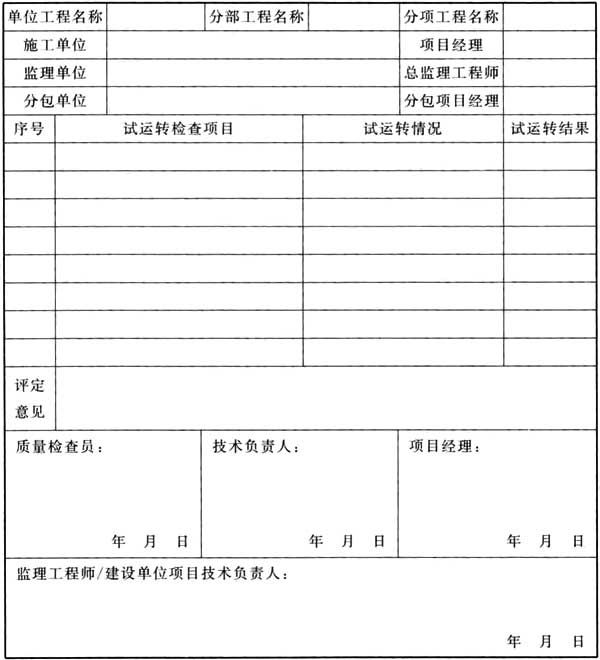 单位工程名称 分部工程名称 分项工程名称
施工单位 项目经理
监理单位 总监理工程师
分包单位 分包项目经理
序号 试运转检查项目 试运转情况 试运转结果
评定
意见
质量检查员： 技术负责人： 项目经理：
年 月 日 年 月 日 年 月 日
监理工程师/建设单位项目技术负责人：
年 月 日